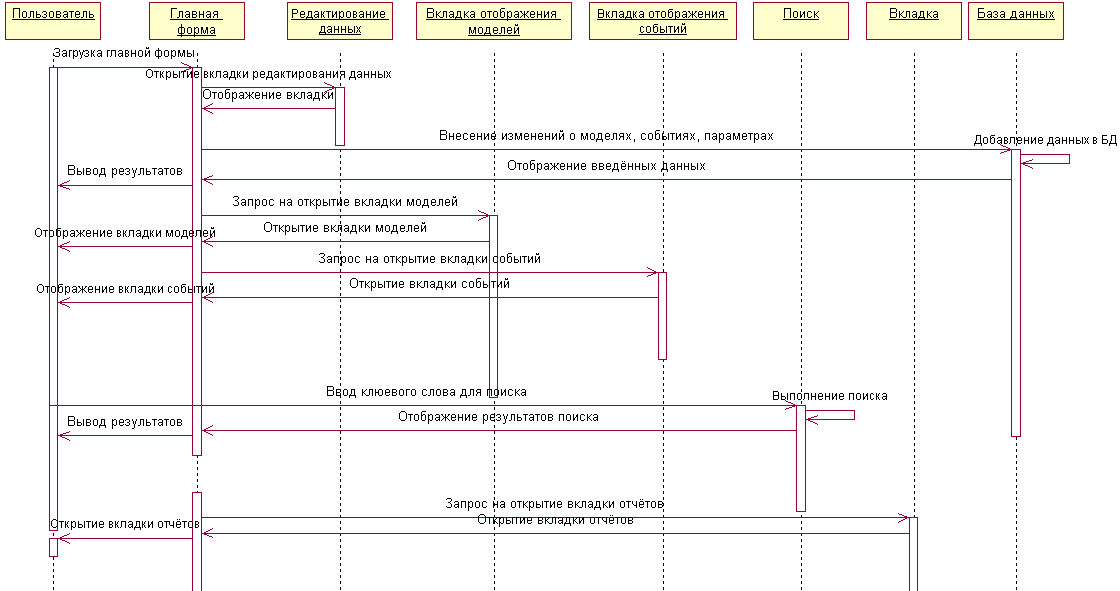 Пользователь
Главная
форма
Редактирование
данных
Вкладка отображения
моделей
Вкладка отображения
событий
Поиск
Вкладка
База данных
Загрузка главной формы
Открытие вкладки редактирования данных
Отображение вкладки
Внесение изменений о моделях, событиях, параметрах
Добавление данных в БД
Отображение введённых данных
Вывод результатов
Запрос на открытие вкладки моделей
Открытие вкладки моделей
Отображение вкладки моделей
Запрос на открытие вкладки событий
Открытие вкладки событий
Отображение вкладки событий
Ввод клюевого слова для поиска
Выполнение поиска
Отображение результатов поиска
Вывод результатов
Запрос на открытие вкладки отчётов
Открытие вкладки отчётов
Открытие вкладки отчётов